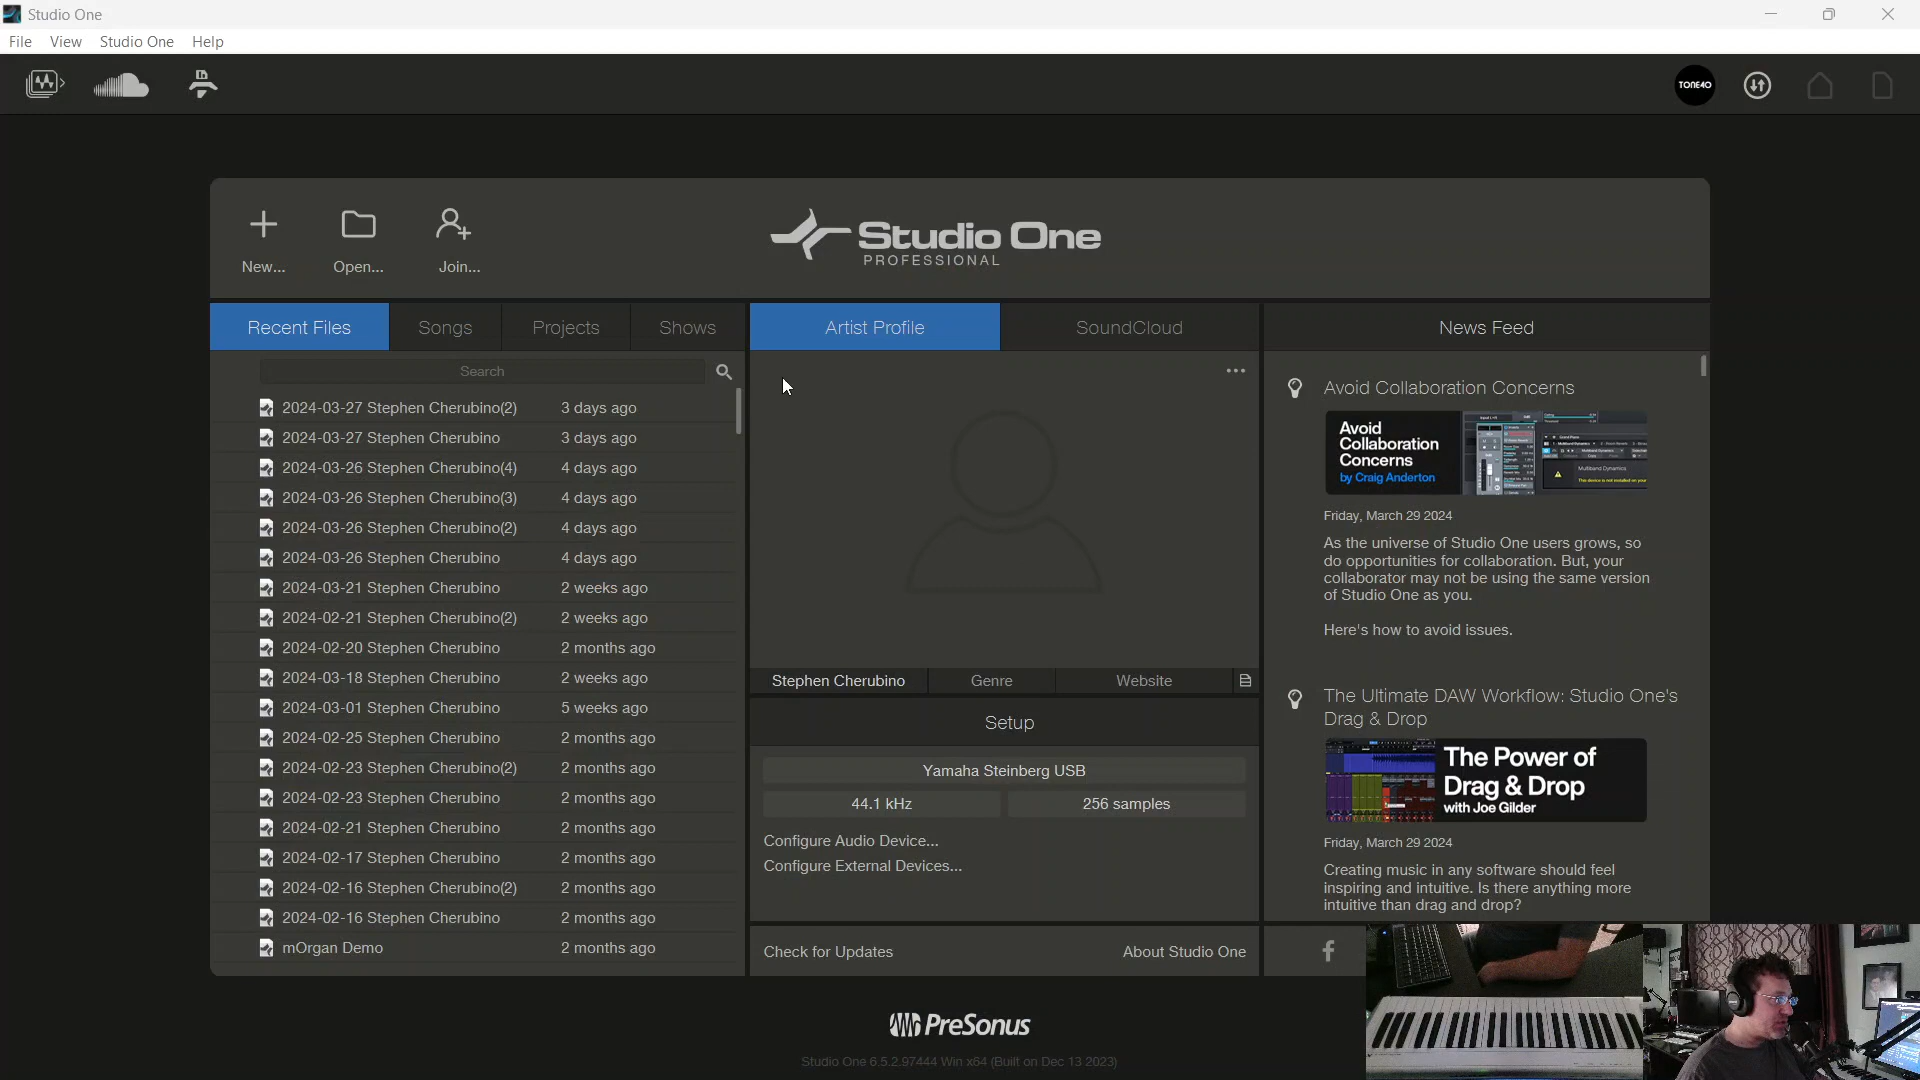 Studio One
File View Studio One Help
TONE40
New... Open... Join...
Studio One
PROFESSIONAL
Recent Files Songs Projects Shows
Search
2024-03-27 Stephen Cherubino(2) 3 days ago
2024-03-27 Stephen Cherubino 3 days ago
2024-03-26 Stephen Cherubino(4) 4 days ago
2024-03-26 Stephen Cherubino(3) 4 days ago
2024-03-26 Stephen Cherubino(2) 4 days ago
2024-03-26 Stephen Cherubino 4 days ago
2024-03-21 Stephen Cherubino 2 weeks ago
2024-02-21 Stephen Cherubino(2) 2 weeks ago
2024-02-20 Stephen Cherubino 2 months ago
2024-03-18 Stephen Cherubino 2 weeks ago
2024-03-01 Stephen Cherubino 5 weeks ago
2024-02-25 Stephen Cherubino 2 months ago
2024-02-23 Stephen Cherubino(2) 2 months ago
2024-02-23 Stephen Cherubino 2 months ago
2024-02-21 Stephen Cherubino 2 months ago
2024-02-17 Stephen Cherubino 2 months ago
2024-02-16 Stephen Cherubino(2) 2 months ago
2024-02-16 Stephen Cherubino 2 months ago
mOrgan Demo 2 months ago
Artist Profile SoundCloud
Stephen Cherubino Genre Website
Setup
Yamaha Steinberg USB
44.1 kHz 256 samples
Configure Audio Device...
Configure External Devices...
Check for Updates About Studio One
News Feed
Avoid Collaboration Concerns
Avoid
Collaboration
Concerns
by Craig Anderton
Friday, March 29 2024
As the universe of Studio One users grows, so
do opportunities for collaboration. But, your
collaborator may not be using the same version
of Studio One as you.
Here's how to avoid issues.
The Ultimate DAW Workflow: Studio One's
Drag & Drop
The Power of
Drag & Drop
with Joe Gilder
Friday, March 29 2024
Creating music in any software should feel
inspiring and intuitive. Is there anything more
intuitive than drag and drop?
PreSonus
Studio One 6.5.2.97444 Win x64 (Built on Dec 13 2023)